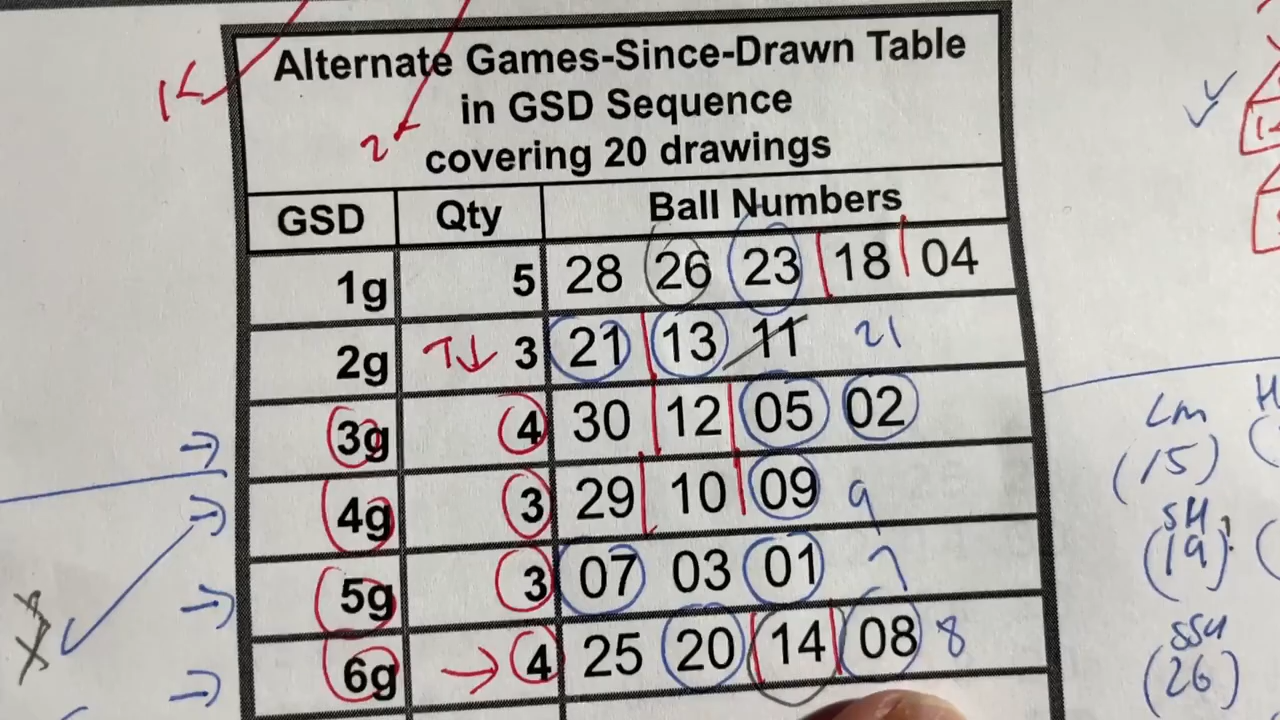 Alternate Games-Since-Drawn Table
in GSD Sequence
covering 20 drawings
GSD Qty Ball Numbers
1g 5 28 26 23 18 04
2g 3 21 13 11 21
3g 4 30 12 05 02
4g 3 29 10 09 9
5g 3 07 03 01 7
6g 4 25 20 14 08 8
Lm
(15)
SH
(19)!
SSH
(26)